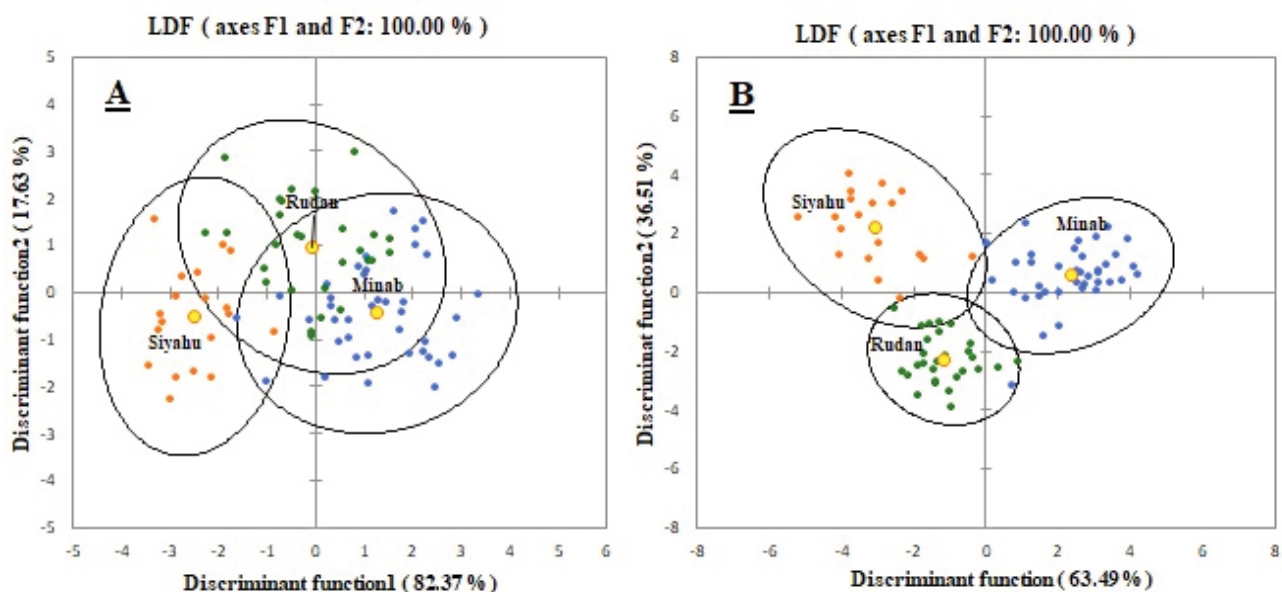 LDF ( axes F1 and F2: 100.00 % )
A
5
4
3
2
1
0
-1
-2
-3
-4
-5
Discriminant function2 ( 17.63 %)
Rudan
Minab
Siyahu
-5 -4 -3 -2 -1 0 1 2 3 4 5 6
Discriminant function1 ( 82.37 %)
LDF ( axes F1 and F2: 100.00 % )
B
8
6
4
2
0
-2
-4
-6
-8
Discriminat function2 ( 36.51 %)
Siyahu
Minab
Rudan
-8 -6 -4 -2 0 2 4 6 8
Discriminant function ( 63.49 %)